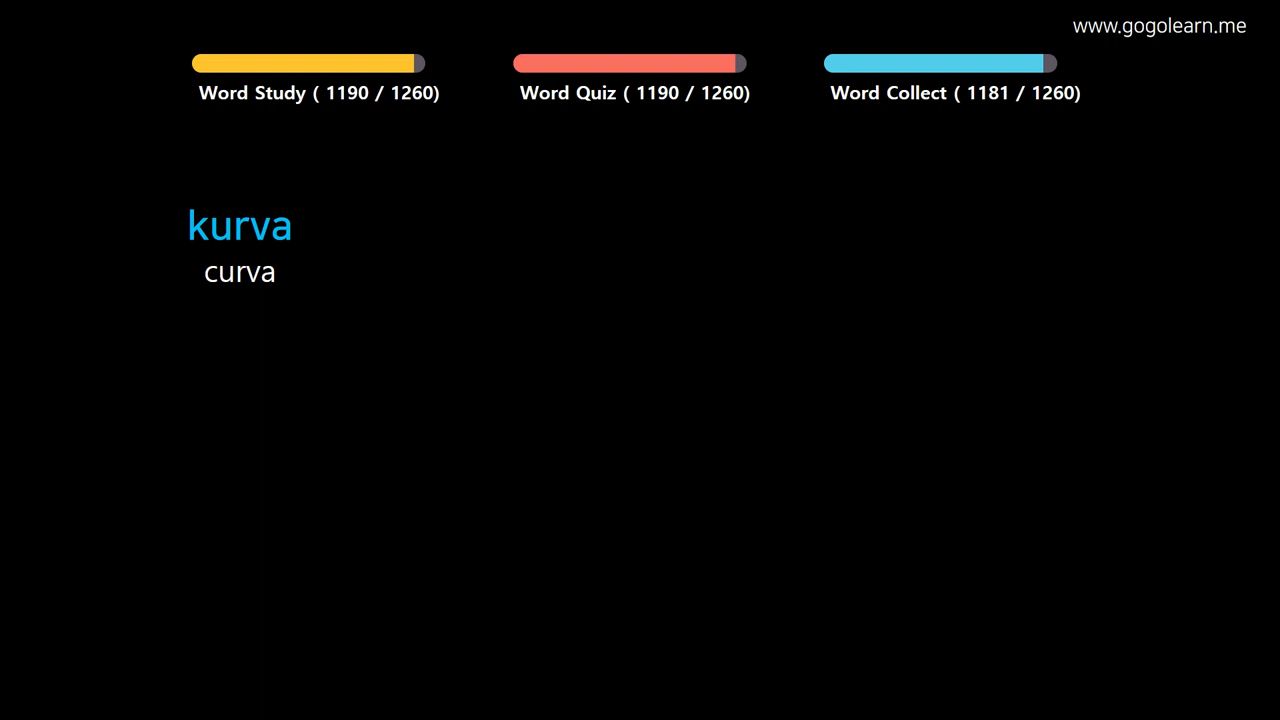 www.gogolearn.me
Word Study ( 1190 / 1260)
Word Quiz ( 1190 / 1260)
Word Collect ( 1181 / 1260)
kurva
curva